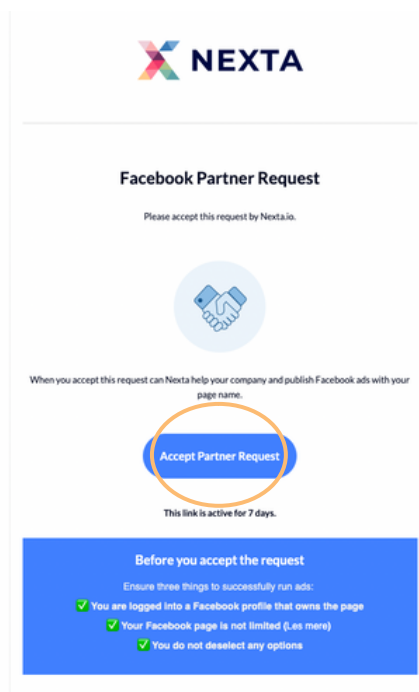 NEXTA
Facebook Partner Request
Please accept this request by Nexta.io.
When you accept this request can Nexta help your company and publish Facebook ads with your
page name.
Accept Partner Request
This link is active for 7 days.
Before you accept the request
Ensure three things to successfully run ads:
✅ You are logged into a Facebook profile that owns the page
✅ Your Facebook page is not limited (Les mere)
✅ You do not deselect any options